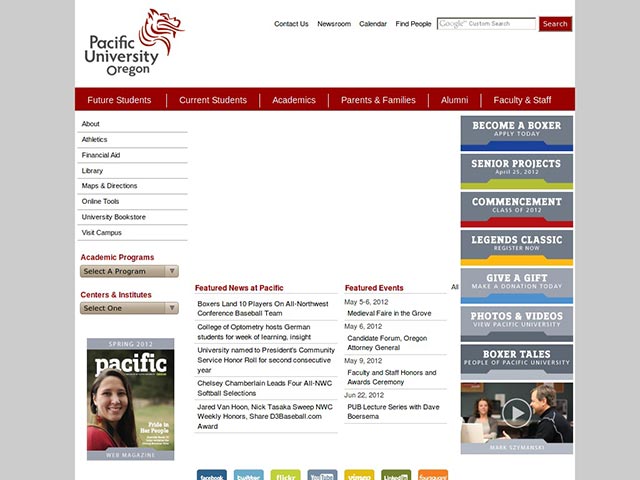 Pacific
University
Oregon
Contact Us Newsroom Calendar Find People Google Custom Search Search
Future Students Current Students Academics Parents & Families Alumni Faculty & Staff
About
Athletics
Financial Aid
Library
Maps & Directions
Online Tools
University Bookstore
Visit Campus
Academic Programs
Select A Program
Centers & Institutes
Select One
SPRING 2012
pacific
Pride in
Her People
WEB MAGAZINE
Featured News at Pacific
Boxers Land 10 Players On All-Northwest
Conference Baseball Team
College of Optometry hosts German
students for week of learning, insight
University named to President's Community
Service Honor Roll for second consecutive
year
Chelsey Chamberlain Leads Four All-NWC
Softball Selections
Jared Van Hoon, Nick Tasaka Sweep NWC
Weekly Honors, Share D3Baseball.com
Award
Featured Events All
May 5-6, 2012
Medieval Faire in the Grove
May 6, 2012
Candidate Forum, Oregon
Attorney General
May 9, 2012
Faculty and Staff Honors and
Awards Ceremony
Jun 22, 2012
PUB Lecture Series with Dave
Boersema
BECOME A BOXER
APPLY TODAY
SENIOR PROJECTS
April 25, 2012
COMMENCEMENT
CLASS OF 2012
LEGENDS CLASSIC
REGISTER NOW
GIVE A GIFT
MAKE A DONATION TODAY
PHOTOS & VIDEOS
VIEW PACIFIC UNIVERSITY
BOXER TALES
PEOPLE OF PACIFIC UNIVERSITY
MARK SZYMANSKI
facebook twitter flickr YouTube vimeo LinkedIn foursquare